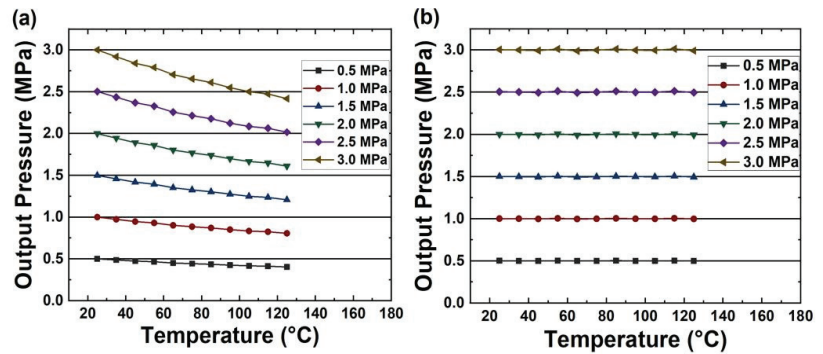 (a)
Output Pressure (MPa)
3.0
2.5
2.0
1.5
1.0
0.5
0.0
0.5 MPa
1.0 MPa
1.5 MPa
2.0 MPa
2.5 MPa
3.0 MPa
20 40 60 80 100 120 140 160 180
Temperature (°C)
(b)
Output Pressure (MPa)
3.0
2.5
2.0
1.5
1.0
0.5
0.0
0.5 MPa
1.0 MPa
1.5 MPa
2.0 MPa
2.5 MPa
3.0 MPa
20 40 60 80 100 120 140 160 180
Temperature (°C)